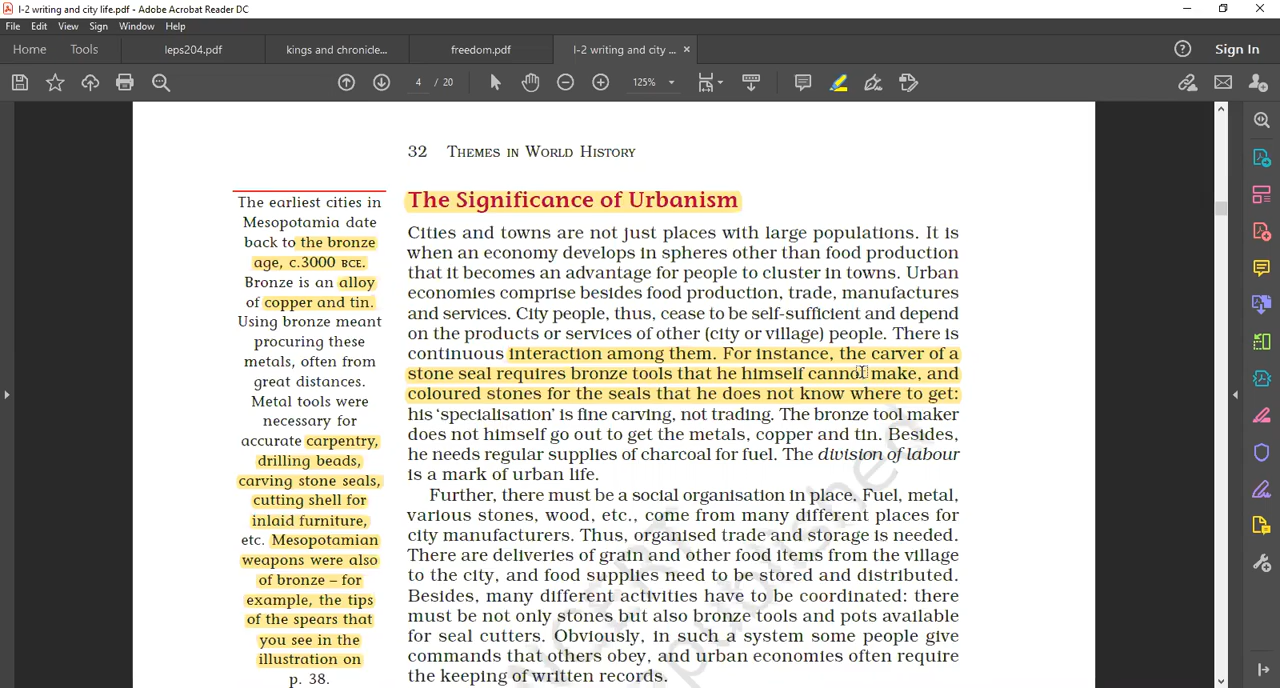 I-2 writing and city life.pdf - Adobe Acrobat Reader DC
File Edit View Sign Window Help
Home Tools leps204.pdf kings and chronicle... freedom.pdf I-2 writing and city ... × Sign In
4 / 20 125%
32 THEMES IN WORLD HISTORY
The earliest cities in
Mesopotamia date
back to the bronze
age, c.3000 BCE.
Bronze is an alloy
of copper and tin.
Using bronze meant
procuring these
metals, often from
great distances.
Metal tools were
necessary for
accurate carpentry,
drilling beads,
carving stone seals,
cutting shell for
inlaid furniture,
etc. Mesopotamian
weapons were also
of bronze – for
example, the tips
of the spears that
you see in the
illustration on
p. 38.
The Significance of Urbanism
Cities and towns are not just places with large populations. It is
when an economy develops in spheres other than food production
that it becomes an advantage for people to cluster in towns. Urban
economies comprise besides food production, trade, manufactures
and services. City people, thus, cease to be self-sufficient and depend
on the products or services of other (city or village) people. There is
continuous interaction among them. For instance, the carver of a
stone seal requires bronze tools that he himself cannot make, and
coloured stones for the seals that he does not know where to get:
his ‘specialisation’ is fine carving, not trading. The bronze tool maker
does not himself go out to get the metals, copper and tin. Besides,
he needs regular supplies of charcoal for fuel. The division of labour
is a mark of urban life.
Further, there must be a social organisation in place. Fuel, metal,
various stones, wood, etc., come from many different places for
city manufacturers. Thus, organised trade and storage is needed.
There are deliveries of grain and other food items from the village
to the city, and food supplies need to be stored and distributed.
Besides, many different activities have to be coordinated: there
must be not only stones but also bronze tools and pots available
for seal cutters. Obviously, in such a system some people give
commands that others obey, and urban economies often require
the keeping of written records.